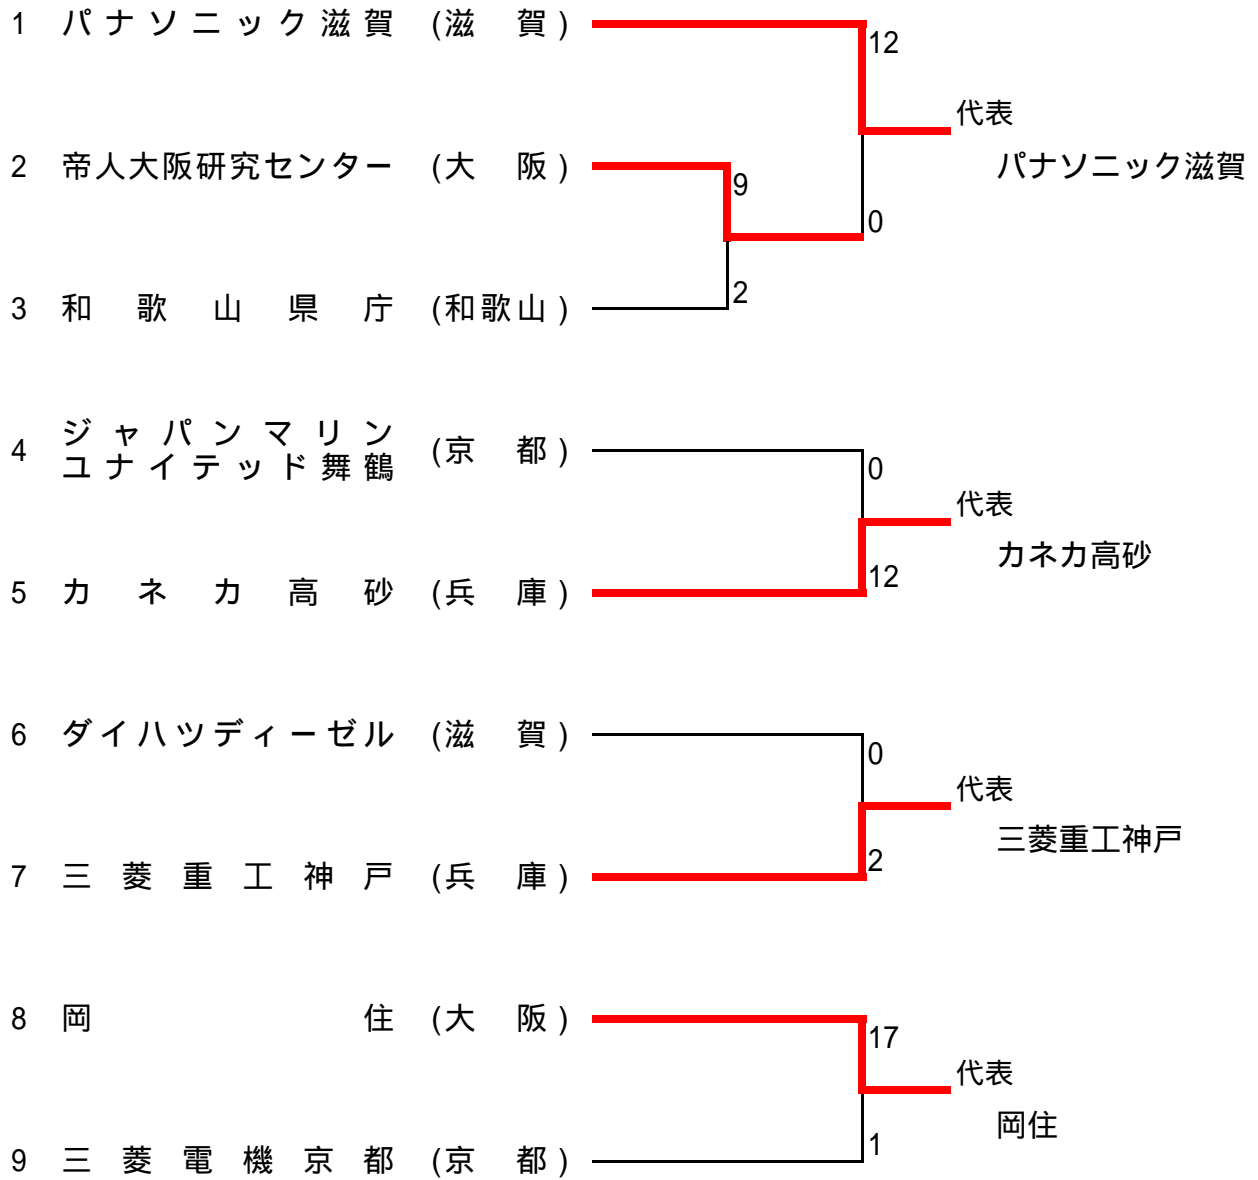 1 パナソニック滋賀 (滋賀)
12
代表
パナソニック滋賀
2 帝人大阪研究センター (大阪)
9
0
3 和歌山県庁 (和歌山)
2
4 ジャパンマリン
ユナイテッド舞鶴 (京都)
0
代表
カネカ高砂
5 カネカ高砂 (兵庫)
12
6 ダイハツディーゼル (滋賀)
0
代表
三菱重工神戸
7 三菱重工神戸 (兵庫)
2
8 岡住 (大阪)
17
代表
岡住
9 三菱電機京都 (京都)
1